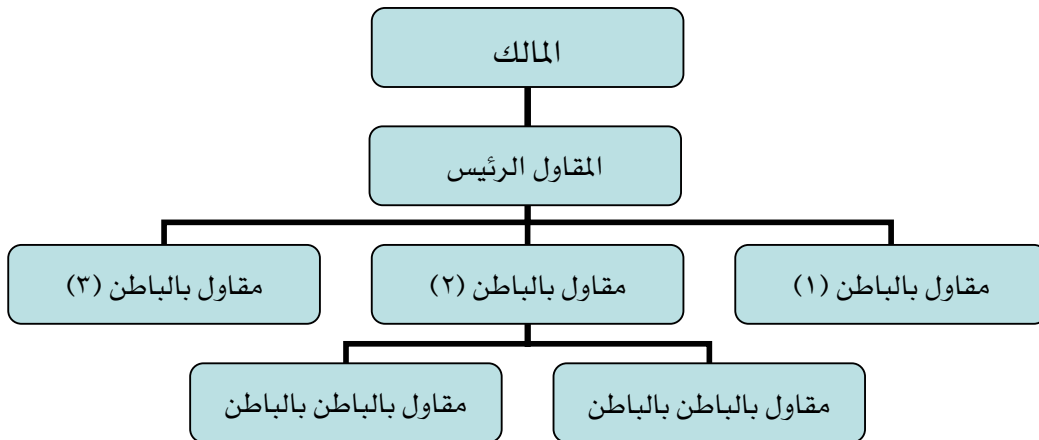 المالك
المقاول الرئيس
مقاول بالباطن (١)
مقاول بالباطن (٢)
مقاول بالباطن (٣)
مقاول بالباطن بالباطن
مقاول بالباطن بالباطن